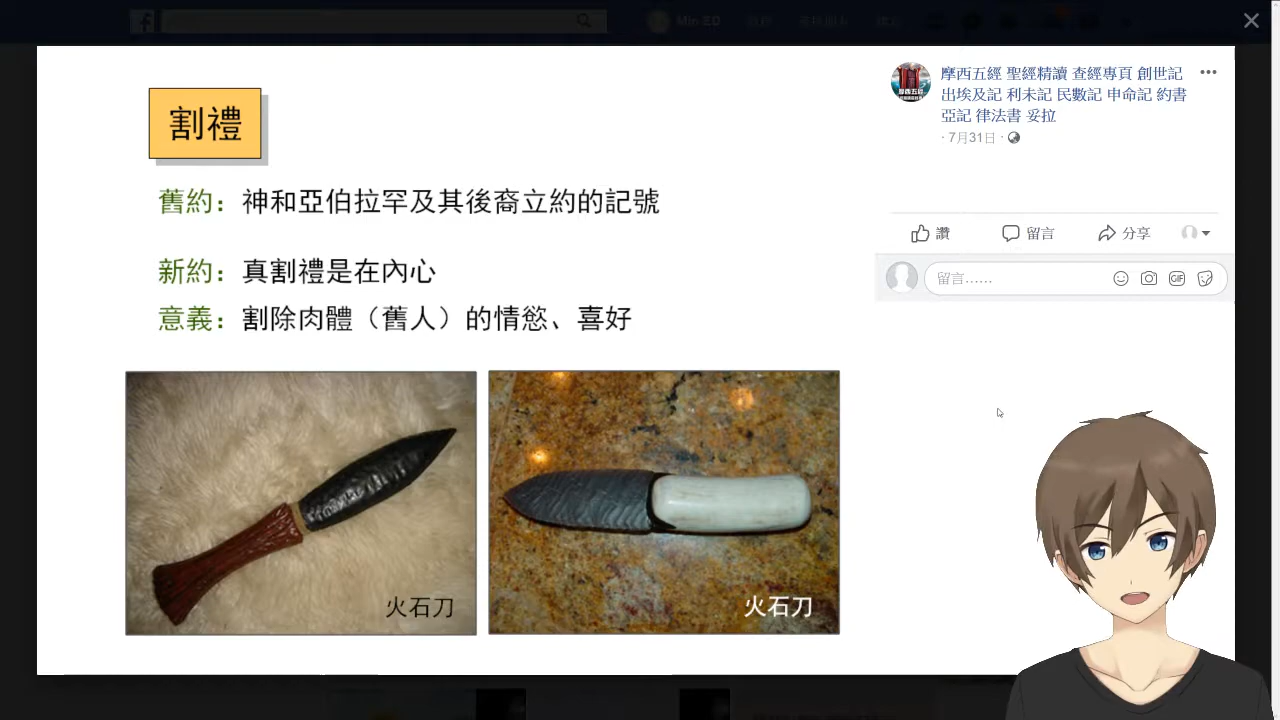 Min ED
割禮
舊約：神和亞伯拉罕及其後裔立約的記號
新約：真割禮是在內心
意義：割除肉體（舊人）的情慾、喜好
火石刀
火石刀
摩西五經 聖經精讀 查經專頁 創世記
出埃及記 利未記 民數記 申命記 約書
亞記 律法書 妥拉
· 7月31日 ·
讚
留言
分享
留言......
GIF